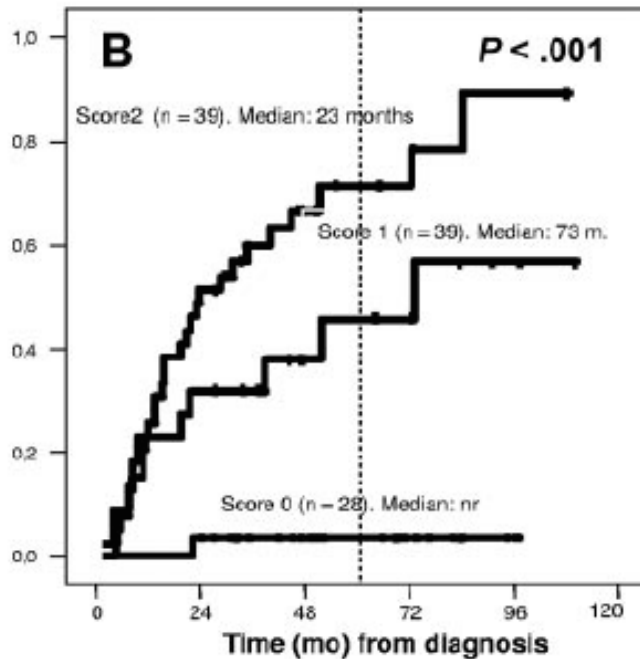 1,0
B
P < .001
Score2 (n = 39). Median: 23 months
0,8
0,6
Score 1 (n = 39). Median: 73 m.
0,4
0,2
Score 0 (n – 28). Median: nr
0,0
0 24 48 72 96 120
Time (mo) from diagnosis